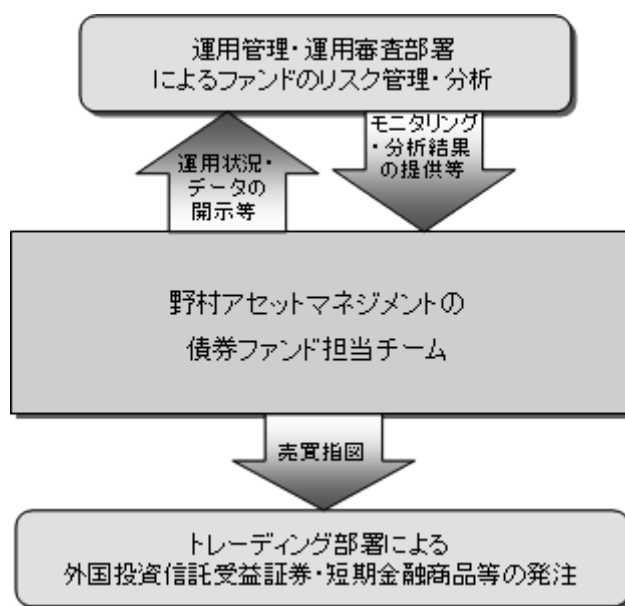 運用管理・運用審査部署
によるファンドのリスク管理・分析
運用状況・
データの
開示等
モニタリング
・分析結果
の提供等
野村アセットマネジメントの
債券ファンド担当チーム
売買指図
トレーディング部署による
外国投資信託受益証券・短期金融商品等の発注